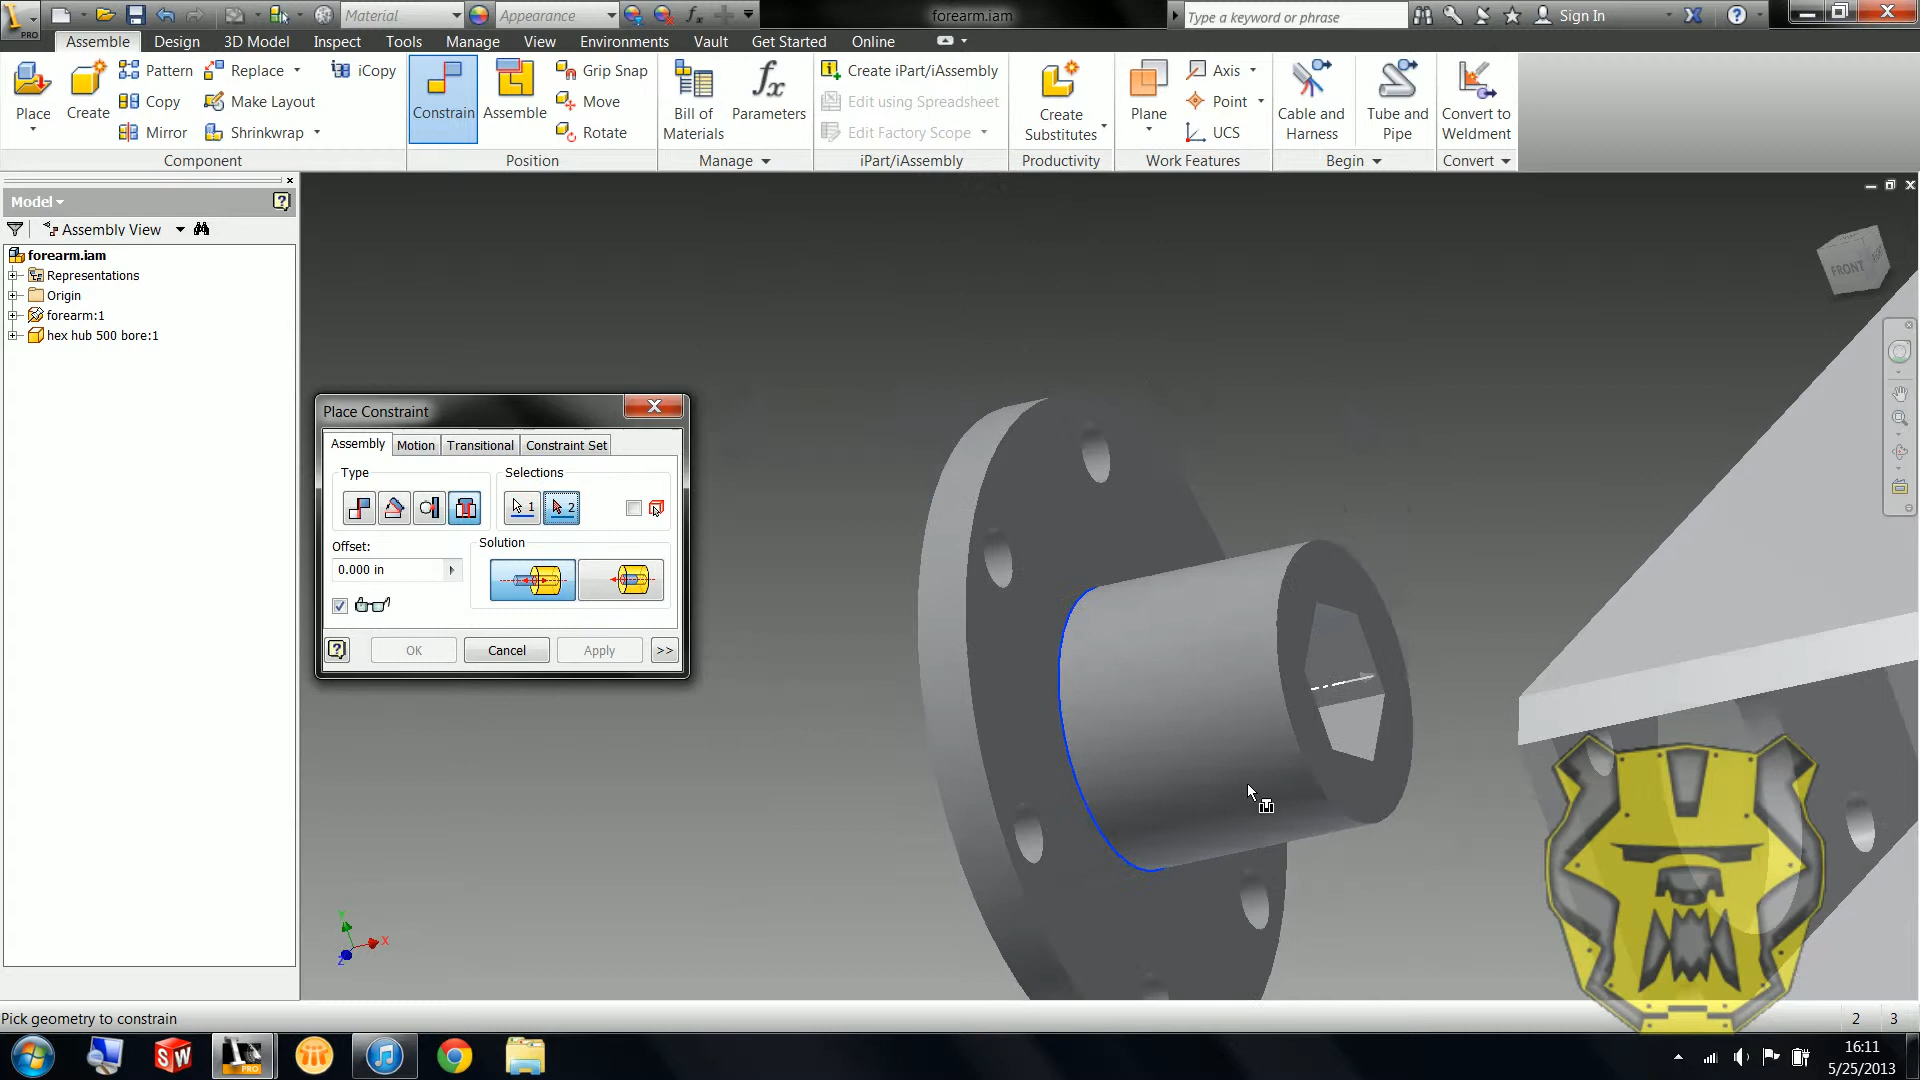 PRO
Material
Appearance
forearm.iam
Type a keyword or phrase
Sign In
Assemble Design 3D Model Inspect Tools Manage View Environments Vault Get Started Online
Place
Create
Pattern
Copy
Mirror
Replace
Make Layout
Shrinkwrap
iCopy
Component
Constrain
Assemble
Grip Snap
Move
Rotate
Position
Bill of
Materials
fx
Parameters
Manage
Create iPart/iAssembly
Edit using Spreadsheet
Edit Factory Scope
iPart/iAssembly
Create
Substitutes
Productivity
Plane
Axis
Point
UCS
Work Features
Cable and
Harness
Tube and
Pipe
Begin
Convert to
Weldment
Convert
Model
Assembly View
forearm.iam
Representations
Origin
forearm:1
hex hub 500 bore:1
Place Constraint
Assembly Motion Transitional Constraint Set
Type
Selections
1 2
Offset:
0.000 in
Solution
OK Cancel Apply >>
FRONT
Y
X
Z
Pick geometry to constrain
2 3
SW
PRO
16:11
5/25/2013